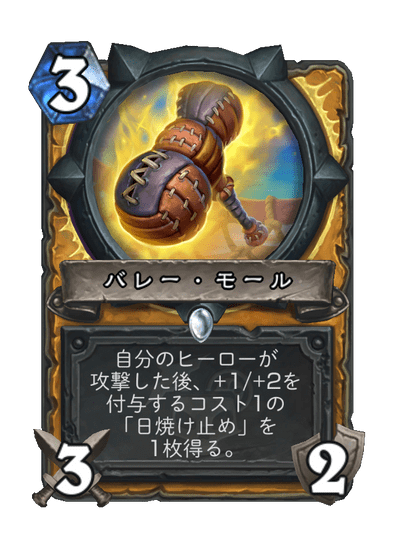 3
バレー・モール
自分のヒーローが
攻撃した後、+1/+2を
付与するコスト1の
「日焼け止め」を
1枚得る。
3
2